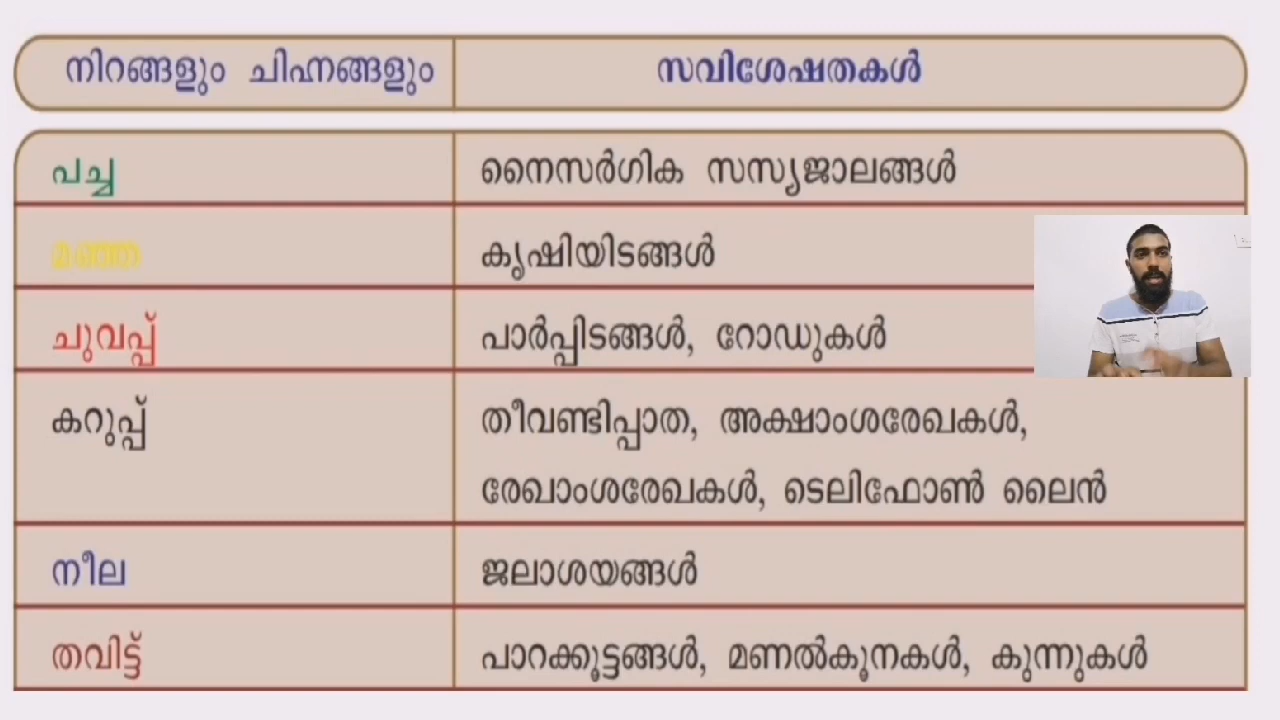 നിറങ്ങളും ചിഹ്നങ്ങളും സവിശേഷതകൾ
പച്ച നൈസർഗിക സസ്യജാലങ്ങൾ
മഞ്ഞ കൃഷിയിടങ്ങൾ
ചുവപ്പ് പാർപ്പിടങ്ങൾ, റോഡുകൾ
കറുപ്പ് തീവണ്ടിപ്പാത, അക്ഷാംശരേഖകൾ,
രേഖാംശരേഖകൾ, ടെലിഫോൺ ലൈൻ
നീല ജലാശയങ്ങൾ
തവിട്ട് പാറക്കൂട്ടങ്ങൾ, മണൽകൂനകൾ, കുന്നുകൾ